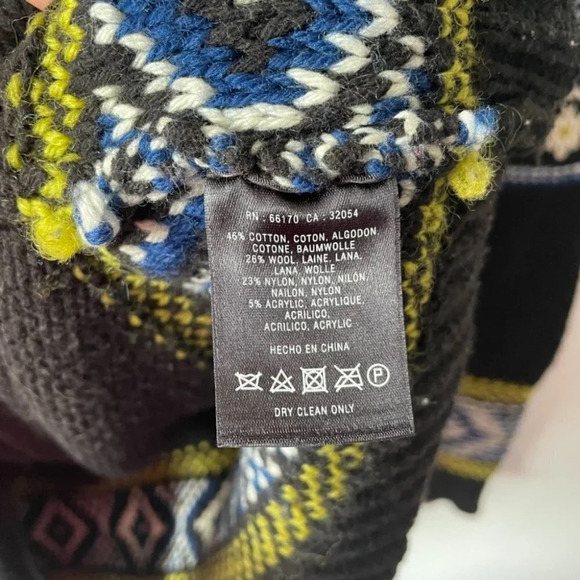 RN : 66170 CA : 32054
46% COTTON, COTON, ALGODON
COTONE, BAUMWOLLE
26% WOOL, LAINE, LANA,
LANA, WOLLE
23% NYLON, NYLON, NILON,
NAILON, NYLON
5% ACRYLIC, ACRYLIQUE,
ACRILICO,
ACRILICO, ACRYLIC
HECHO EN CHINA
P
DRY CLEAN ONLY